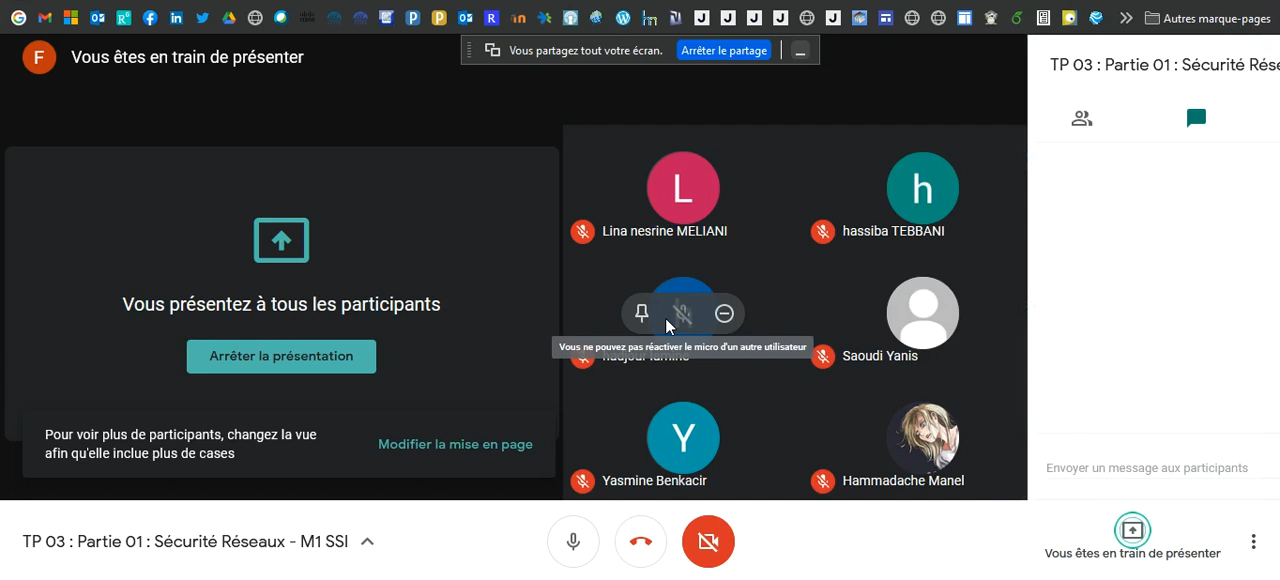 Autres marque-pages
F
Vous êtes en train de présenter
Vous partagez tout votre écran.
Arrêter le partage
TP 03 : Partie 01 : Sécurité Rése
Vous présentez à tous les participants
Arrêter la présentation
Pour voir plus de participants, changez la vue
afin qu'elle inclue plus de cases
Modifier la mise en page
L
Lina nesrine MELIANI
h
hassiba TEBBANI
Vous ne pouvez pas réactiver le micro d'un autre utilisateur
Saoudi Yanis
Y
Yasmine Benkacir
Hammadache Manel
Envoyer un message aux participants
TP 03 : Partie 01 : Sécurité Réseaux - M1 SSI
Vous êtes en train de présenter